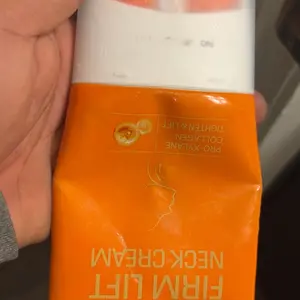 FIRM LIFT
NECK CREAM
PRO-XYLANE
COLLAGEN
TIGHTEN & LIFT